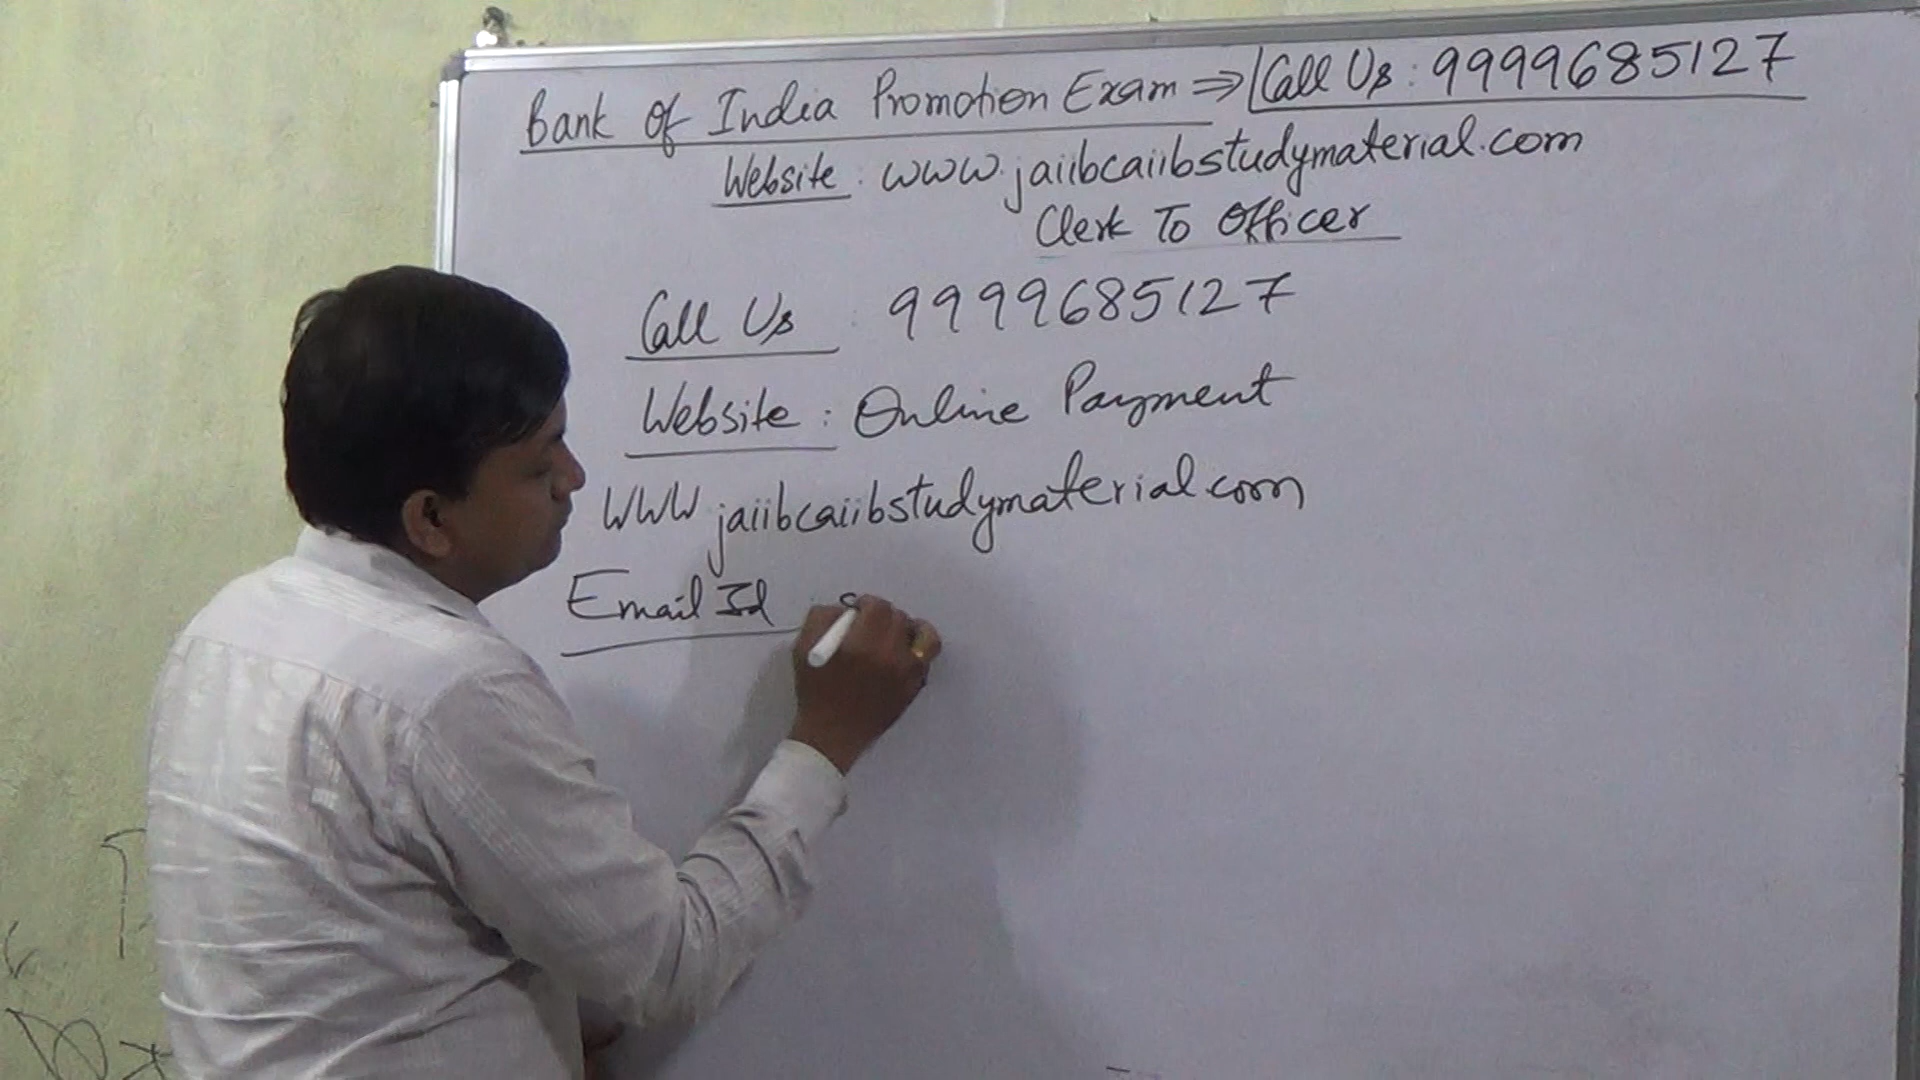 Bank of India Promotion Exam ⇒ Call Us : 9999685127
Website : www.jaiibcaiibstudymaterial.com
Clerk To Officer
Call Us : 9999685127
Website : Online Payment
WWW jaiibcaiibstudymaterial.com
Email Id :